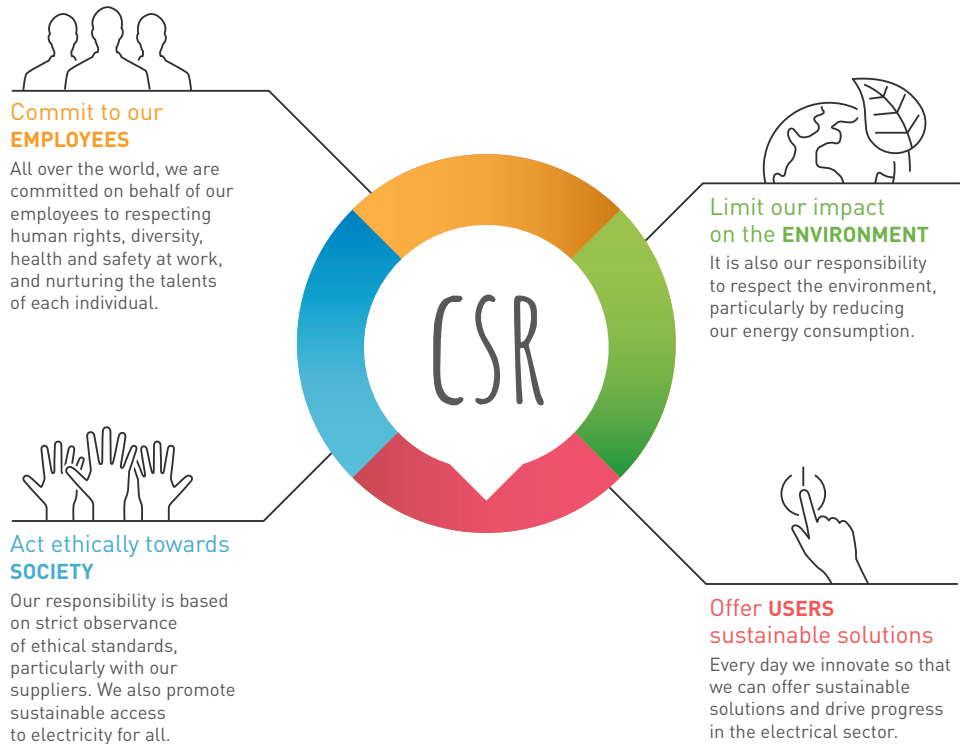 Commit to our
EMPLOYEES
All over the world, we are
committed on behalf of our
employees to respecting
human rights, diversity,
health and safety at work,
and nurturing the talents
of each individual.
Limit our impact
on the ENVIRONMENT
It is also our responsibility
to respect the environment,
particularly by reducing
our energy consumption.
CSR
Act ethically towards
SOCIETY
Our responsibility is based
on strict observance
of ethical standards,
particularly with our
suppliers. We also promote
sustainable access
to electricity for all.
Offer USERS
sustainable solutions
Every day we innovate so that
we can offer sustainable
solutions and drive progress
in the electrical sector.